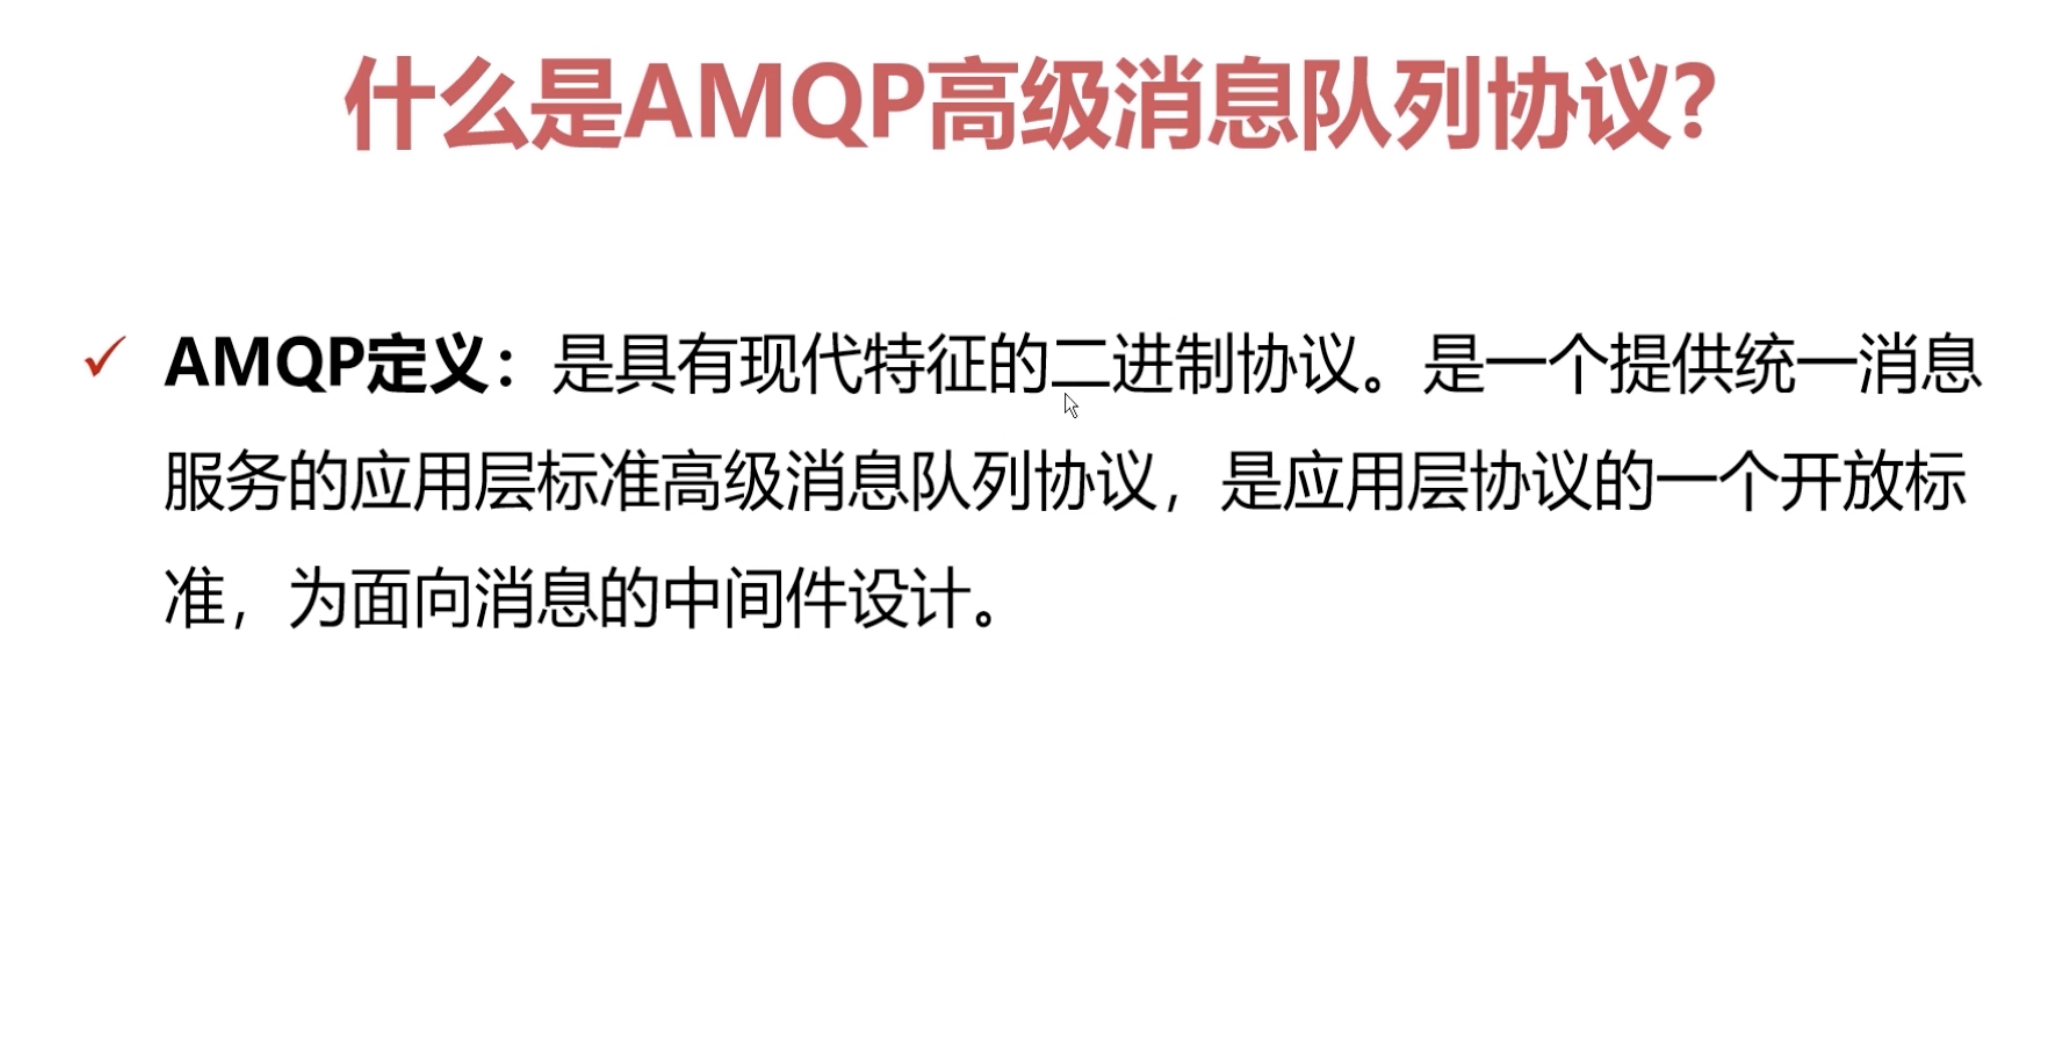 什么是AMQP高级消息队列协议?
AMQP定义：是具有现代特征的二进制协议。是一个提供统一消息
服务的应用层标准高级消息队列协议，是应用层协议的一个开放标
准，为面向消息的中间件设计。